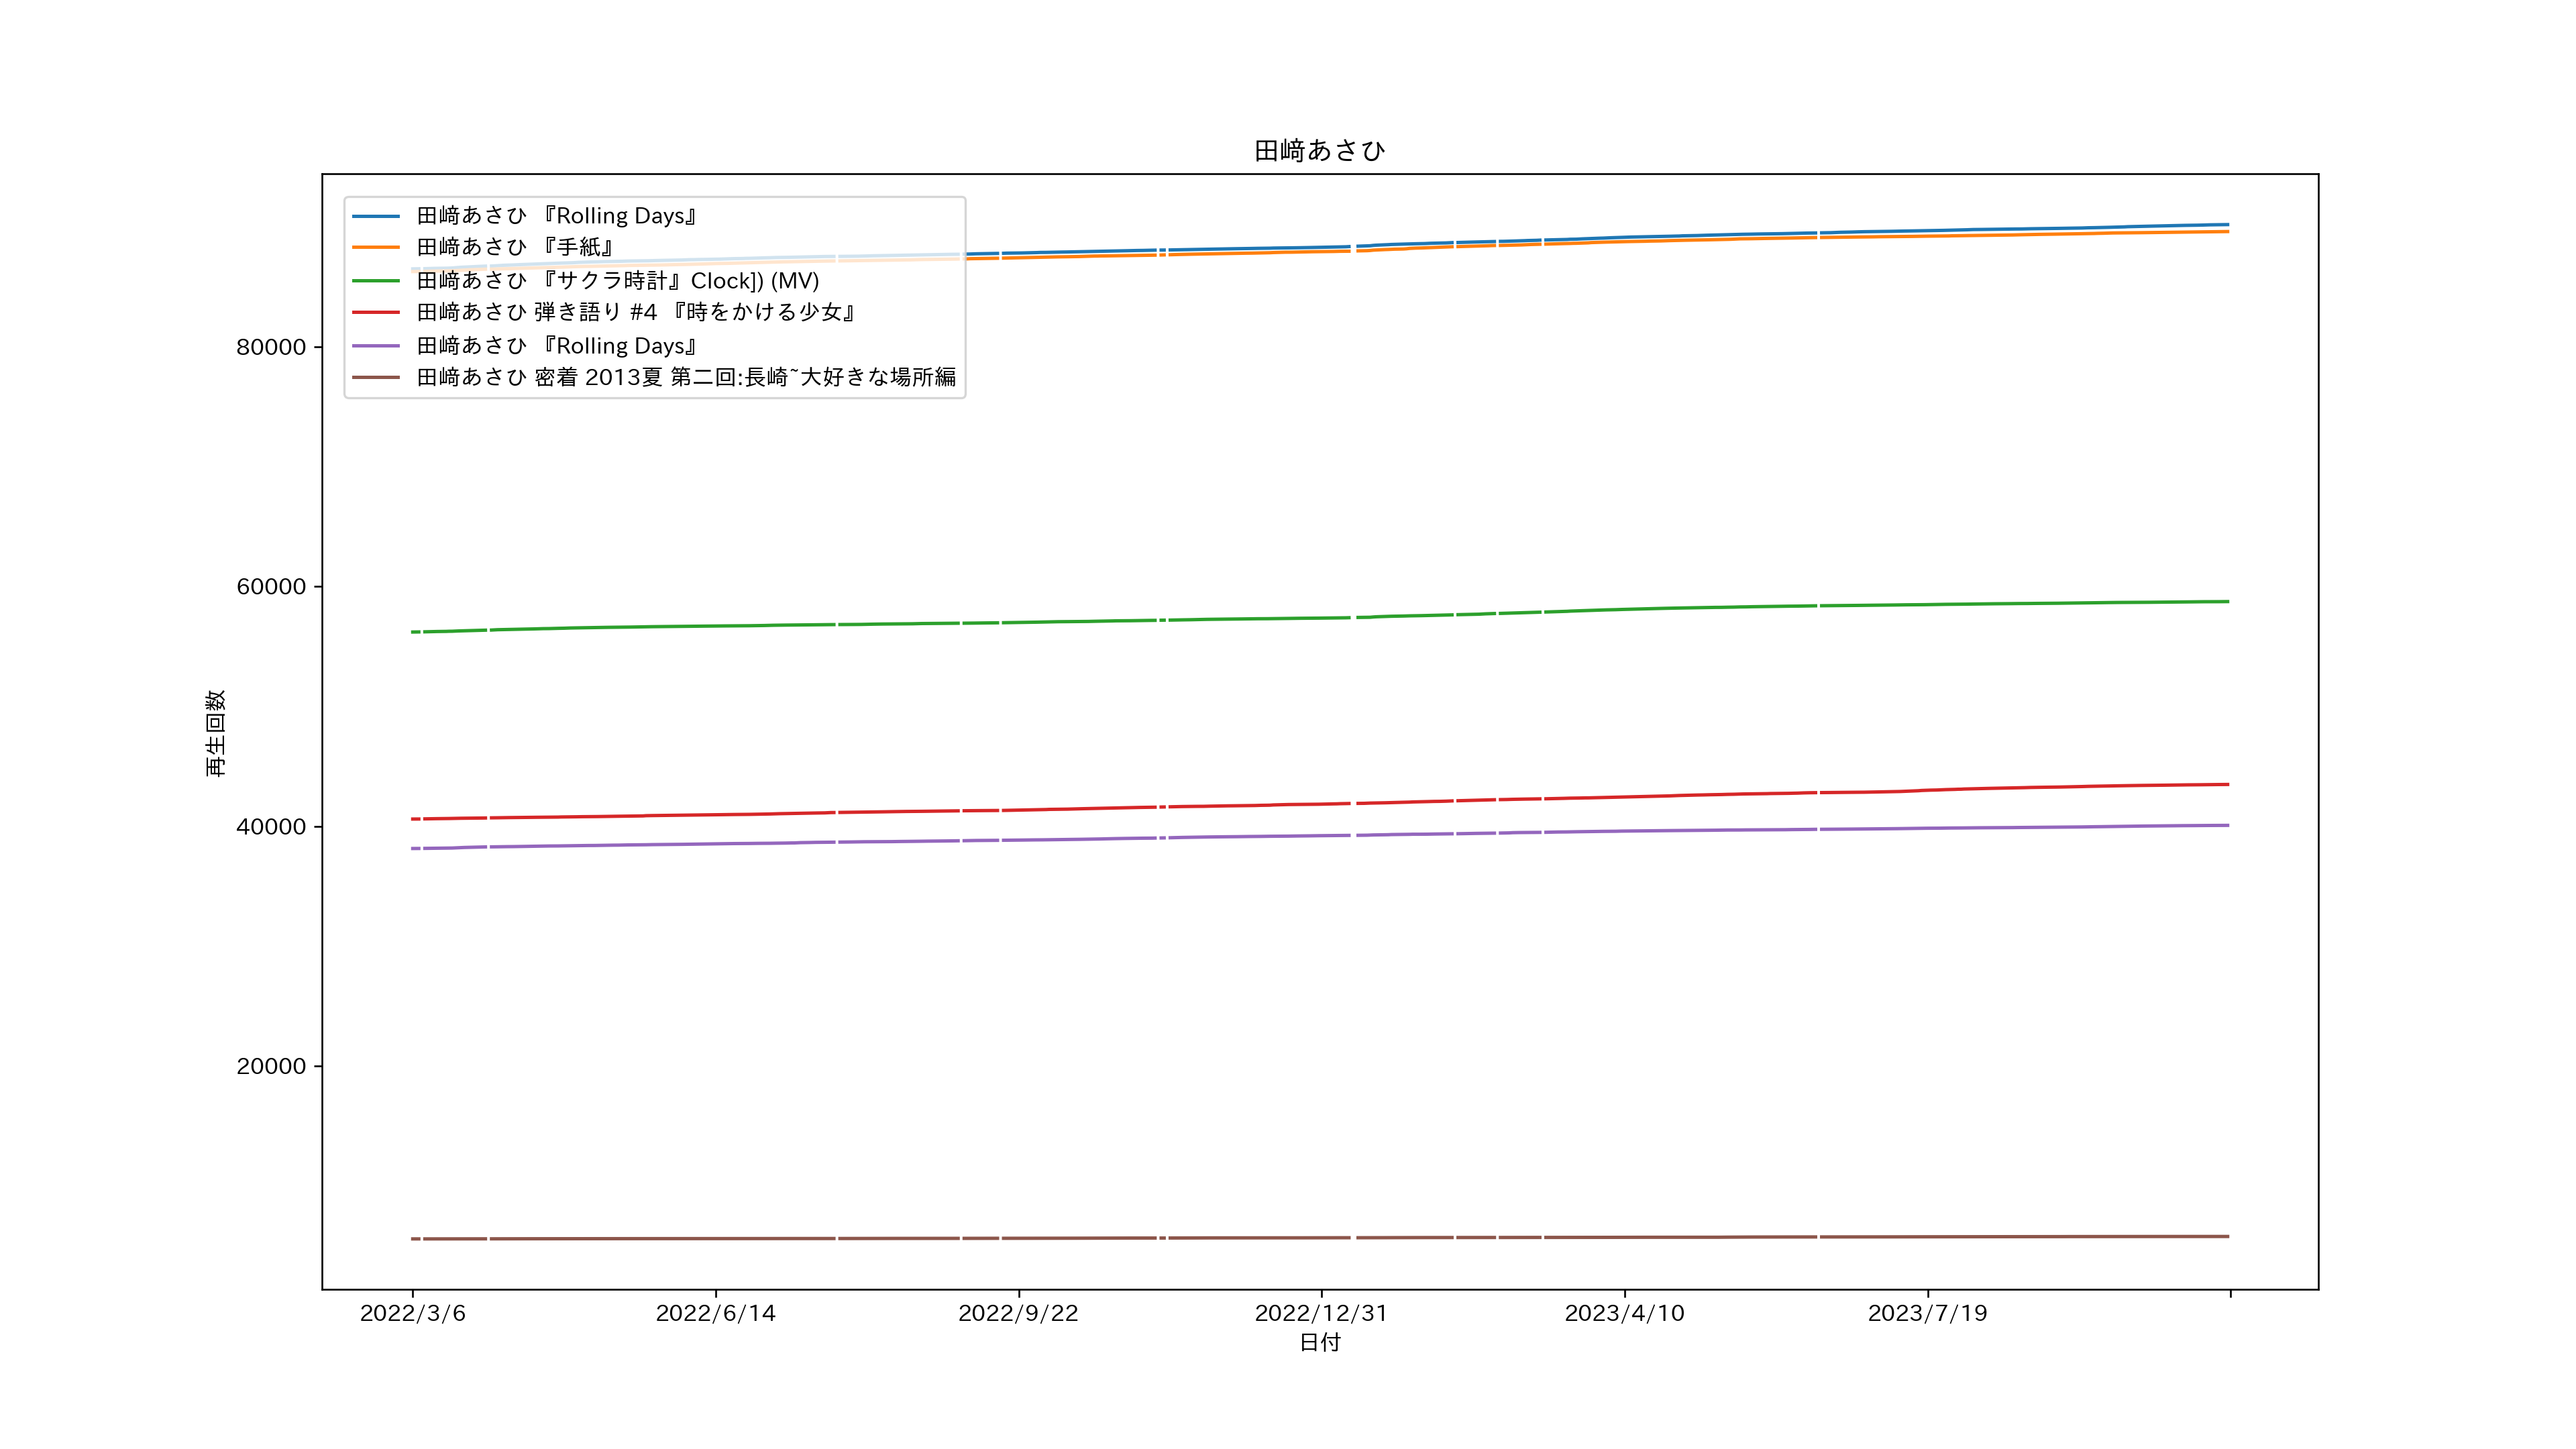 田﨑あさひ
田﨑あさひ 『Rolling Days』
田﨑あさひ 『手紙』
田﨑あさひ 『サクラ時計』Clock]) (MV)
田﨑あさひ 弾き語り #4 『時をかける少女』
田﨑あさひ 『Rolling Days』
田﨑あさひ 密着 2013夏 第二回:長崎~大好きな場所編
80000
60000
40000
20000
再生回数
2022/3/6 2022/6/14 2022/9/22 2022/12/31 2023/4/10 2023/7/19
日付